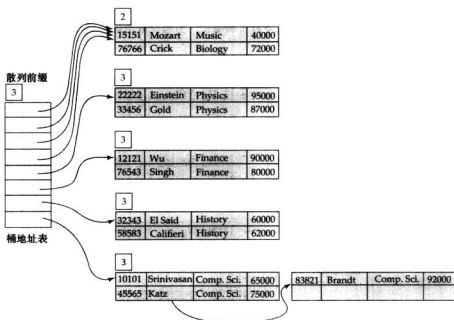 2
15151 Mozart Music 40000
76766 Crick Biology 72000
散列前缀
3
3
22222 Einstein Physics 95000
33456 Gold Physics 87000
3
12121 Wu Finance 90000
76543 Singh Finance 80000
3
32343 El Said History 60000
58583 Califieri History 62000
桶地址表
3
10101 Srinivasan Comp. Sci. 65000
45565 Katz Comp. Sci. 75000
83821 Brandt Comp. Sci. 92000